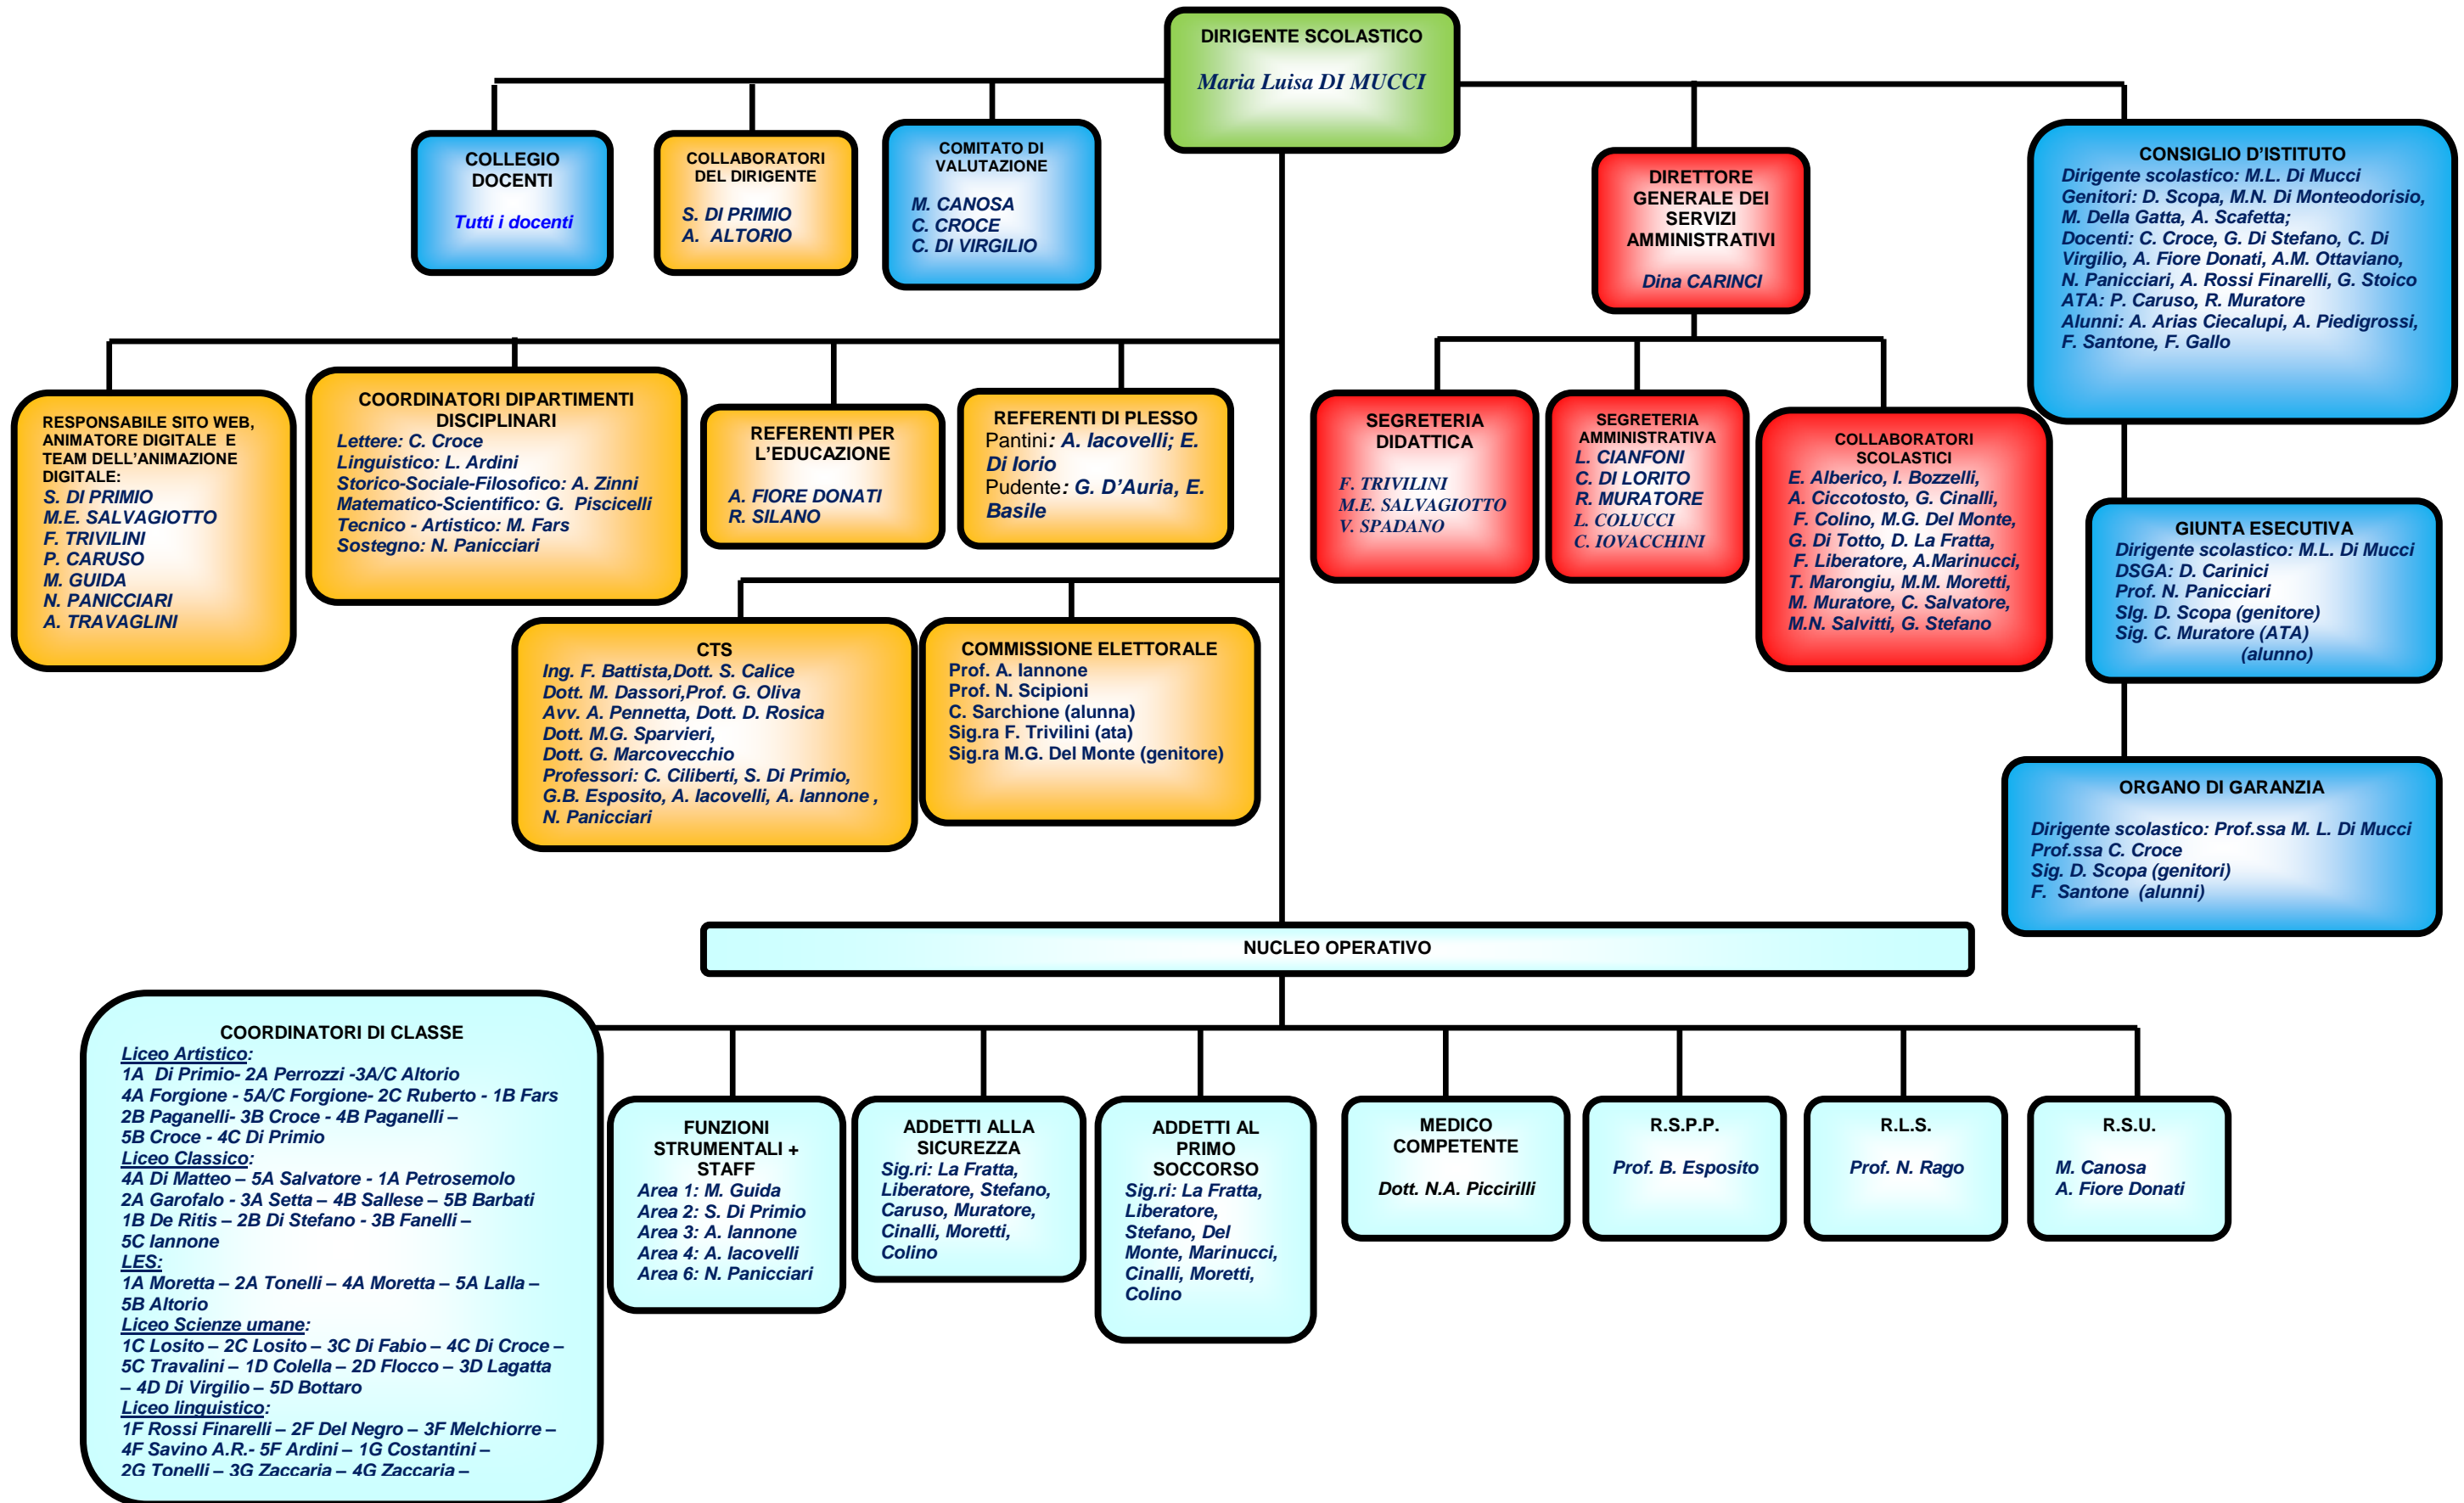 DIRIGENTE SCOLASTICO
Maria Luisa DI MUCCI
COLLEGIO
DOCENTI
Tutti i docenti
COLLABORATORI
DEL DIRIGENTE
S. DI PRIMIO
A. ALTORIO
COMITATO DI
VALUTAZIONE
M. CANOSA
C. CROCE
C. DI VIRGILIO
DIRETTORE
GENERALE DEI
SERVIZI
AMMINISTRATIVI
Dina CARINCI
CONSIGLIO D'ISTITUTO
Dirigente scolastico: M.L. Di Mucci
Genitori: D. Scopa, M.N. Di Monteodorisio,
M. Della Gatta, A. Scafetta;
Docenti: C. Croce, G. Di Stefano, C. Di
Virgilio, A. Fiore Donati, A.M. Ottaviano,
N. Panicciari, A. Rossi Finarelli, G. Stoico
ATA: P. Caruso, R. Muratore
Alunni: A. Arias Ciecalupi, A. Piedigrossi,
F. Santone, F. Gallo
RESPONSABILE SITO WEB,
ANIMATORE DIGITALE E
TEAM DELL'ANIMAZIONE
DIGITALE:
S. DI PRIMIO
M.E. SALVAGIOTTO
F. TRIVILINI
P. CARUSO
M. GUIDA
N. PANICCIARI
A. TRAVAGLINI
COORDINATORI DIPARTIMENTI
DISCIPLINARI
Lettere: C. Croce
Linguistico: L. Ardini
Storico-Sociale-Filosofico: A. Zinni
Matematico-Scientifico: G. Piscicelli
Tecnico - Artistico: M. Fars
Sostegno: N. Panicciari
REFERENTI PER
L'EDUCAZIONE
A. FIORE DONATI
R. SILANO
REFERENTI DI PLESSO
Pantini: A. Iacovelli; E.
Di Iorio
Pudente: G. D'Auria, E.
Basile
SEGRETERIA
DIDATTICA
F. TRIVILINI
M.E. SALVAGIOTTO
V. SPADANO
SEGRETERIA
AMMINISTRATIVA
L. CIANFONI
C. DI LORITO
R. MURATORE
L. COLUCCI
C. IOVACCHINI
COLLABORATORI
SCOLASTICI
E. Alberico, I. Bozzelli,
A. Ciccotosto, G. Cinalli,
F. Colino, M.G. Del Monte,
G. Di Totto, D. La Fratta,
F. Liberatore, A.Marinucci,
T. Marongiu, M.M. Moretti,
M. Muratore, C. Salvatore,
M.N. Salvitti, G. Stefano
GIUNTA ESECUTIVA
Dirigente scolastico: M.L. Di Mucci
DSGA: D. Carinici
Prof. N. Panicciari
SIg. D. Scopa (genitore)
Sig. C. Muratore (ATA)
(alunno)
CTS
Ing. F. Battista,Dott. S. Calice
Dott. M. Dassori,Prof. G. Oliva
Avv. A. Pennetta, Dott. D. Rosica
Dott. M.G. Sparvieri,
Dott. G. Marcovecchio
Professori: C. Ciliberti, S. Di Primio,
G.B. Esposito, A. Iacovelli, A. Iannone ,
N. Panicciari
COMMISSIONE ELETTORALE
Prof. A. Iannone
Prof. N. Scipioni
C. Sarchione (alunna)
Sig.ra F. Trivilini (ata)
Sig.ra M.G. Del Monte (genitore)
ORGANO DI GARANZIA
Dirigente scolastico: Prof.ssa M. L. Di Mucci
Prof.ssa C. Croce
Sig. D. Scopa (genitori)
F. Santone (alunni)
NUCLEO OPERATIVO
COORDINATORI DI CLASSE
Liceo Artistico:
1A Di Primio- 2A Perrozzi -3A/C Altorio
4A Forgione - 5A/C Forgione- 2C Ruberto - 1B Fars
2B Paganelli- 3B Croce - 4B Paganelli –
5B Croce - 4C Di Primio
Liceo Classico:
4A Di Matteo – 5A Salvatore - 1A Petrosemolo
2A Garofalo - 3A Setta – 4B Sallese – 5B Barbati
1B De Ritis – 2B Di Stefano - 3B Fanelli –
5C Iannone
LES:
1A Moretta – 2A Tonelli – 4A Moretta – 5A Lalla –
5B Altorio
Liceo Scienze umane:
1C Losito – 2C Losito – 3C Di Fabio – 4C Di Croce –
5C Travalini – 1D Colella – 2D Flocco – 3D Lagatta
– 4D Di Virgilio – 5D Bottaro
Liceo linguistico:
1F Rossi Finarelli – 2F Del Negro – 3F Melchiorre –
4F Savino A.R.- 5F Ardini – 1G Costantini –
2G Tonelli – 3G Zaccaria – 4G Zaccaria –
FUNZIONI
STRUMENTALI +
STAFF
Area 1: M. Guida
Area 2: S. Di Primio
Area 3: A. Iannone
Area 4: A. Iacovelli
Area 6: N. Panicciari
ADDETTI ALLA
SICUREZZA
Sig.ri: La Fratta,
Liberatore, Stefano,
Caruso, Muratore,
Cinalli, Moretti,
Colino
ADDETTI AL
PRIMO
SOCCORSO
Sig.ri: La Fratta,
Liberatore,
Stefano, Del
Monte, Marinucci,
Cinalli, Moretti,
Colino
MEDICO
COMPETENTE
Dott. N.A. Piccirilli
R.S.P.P.
Prof. B. Esposito
R.L.S.
Prof. N. Rago
R.S.U.
M. Canosa
A. Fiore Donati